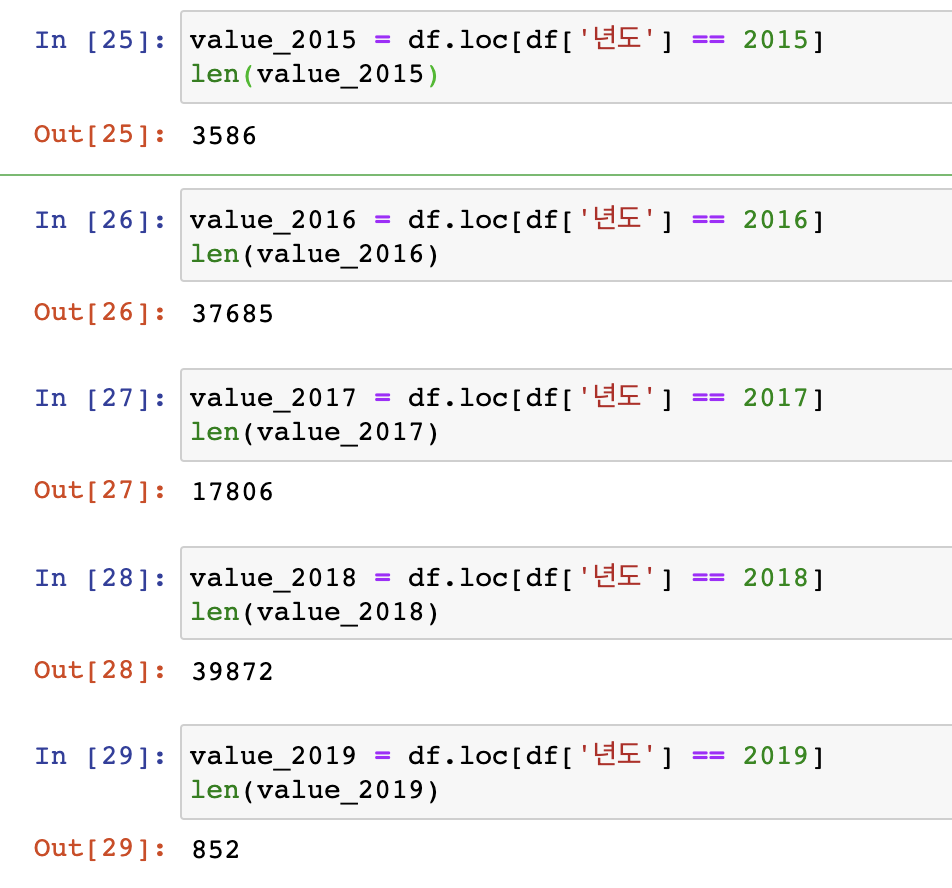 In [25]: value_2015 = df.loc[df['년도'] == 2015]
len(value_2015)
Out[25]: 3586
In [26]: value_2016 = df.loc[df['년도'] == 2016]
len(value_2016)
Out[26]: 37685
In [27]: value_2017 = df.loc[df['년도'] == 2017]
len(value_2017)
Out[27]: 17806
In [28]: value_2018 = df.loc[df['년도'] == 2018]
len(value_2018)
Out[28]: 39872
In [29]: value_2019 = df.loc[df['년도'] == 2019]
len(value_2019)
Out[29]: 852